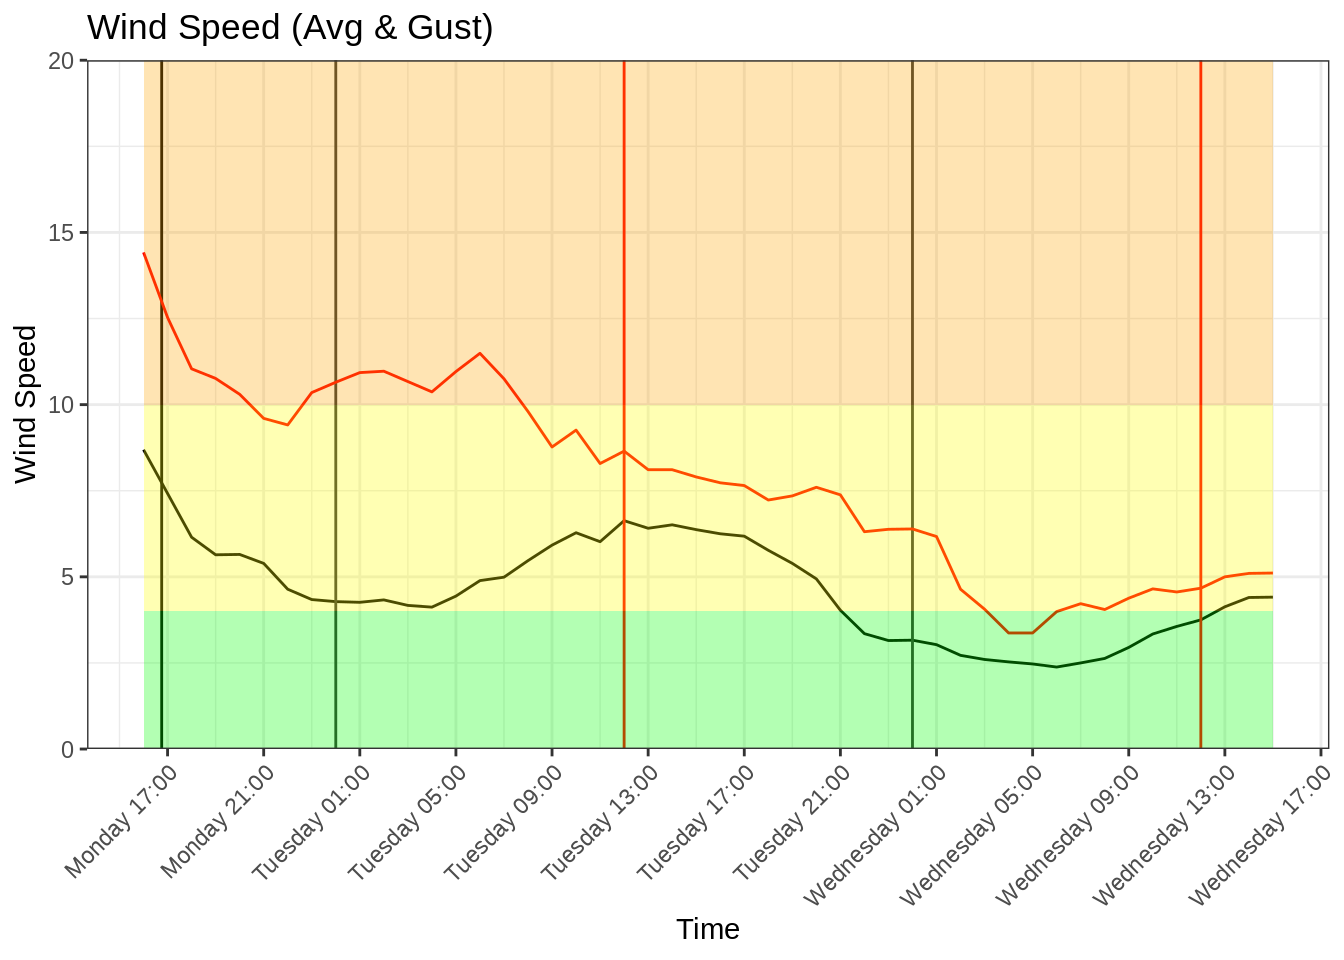 Wind Speed (Avg & Gust)
20
15
10
5
0
Wind Speed
Monday 17:00
Monday 21:00
Tuesday 01:00
Tuesday 05:00
Tuesday 09:00
Tuesday 13:00
Tuesday 17:00
Tuesday 21:00
Wednesday 01:00
Wednesday 05:00
Wednesday 09:00
Wednesday 13:00
Wednesday 17:00
Time